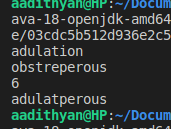 aadithyan@HP:~/Docum
ava-18-openjdk-amd64
e/03cdc5b512d936e2c5
adulation
obstreperous
6
adulatperous
aadithyan@HP:~/Docum